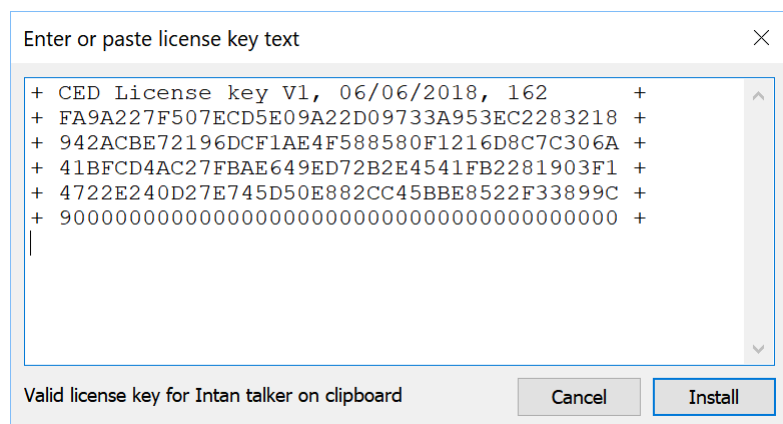 Enter or paste license key text
+ CED License key V1, 06/06/2018, 162 +
+ FA9A227F507ECD5E09A22D09733A953EC2283218 +
+ 942ACBE72196DCF1AE4F588580F1216D8C7C306A +
+ 41BFCD4AC27FBAE649ED72B2E4541FB2281903F1 +
+ 4722E240D27E745D50E882CC45BBE8522F33899C +
+ 9000000000000000000000000000000000000000 +
Valid license key for Intan talker on clipboard
Cancel
Install